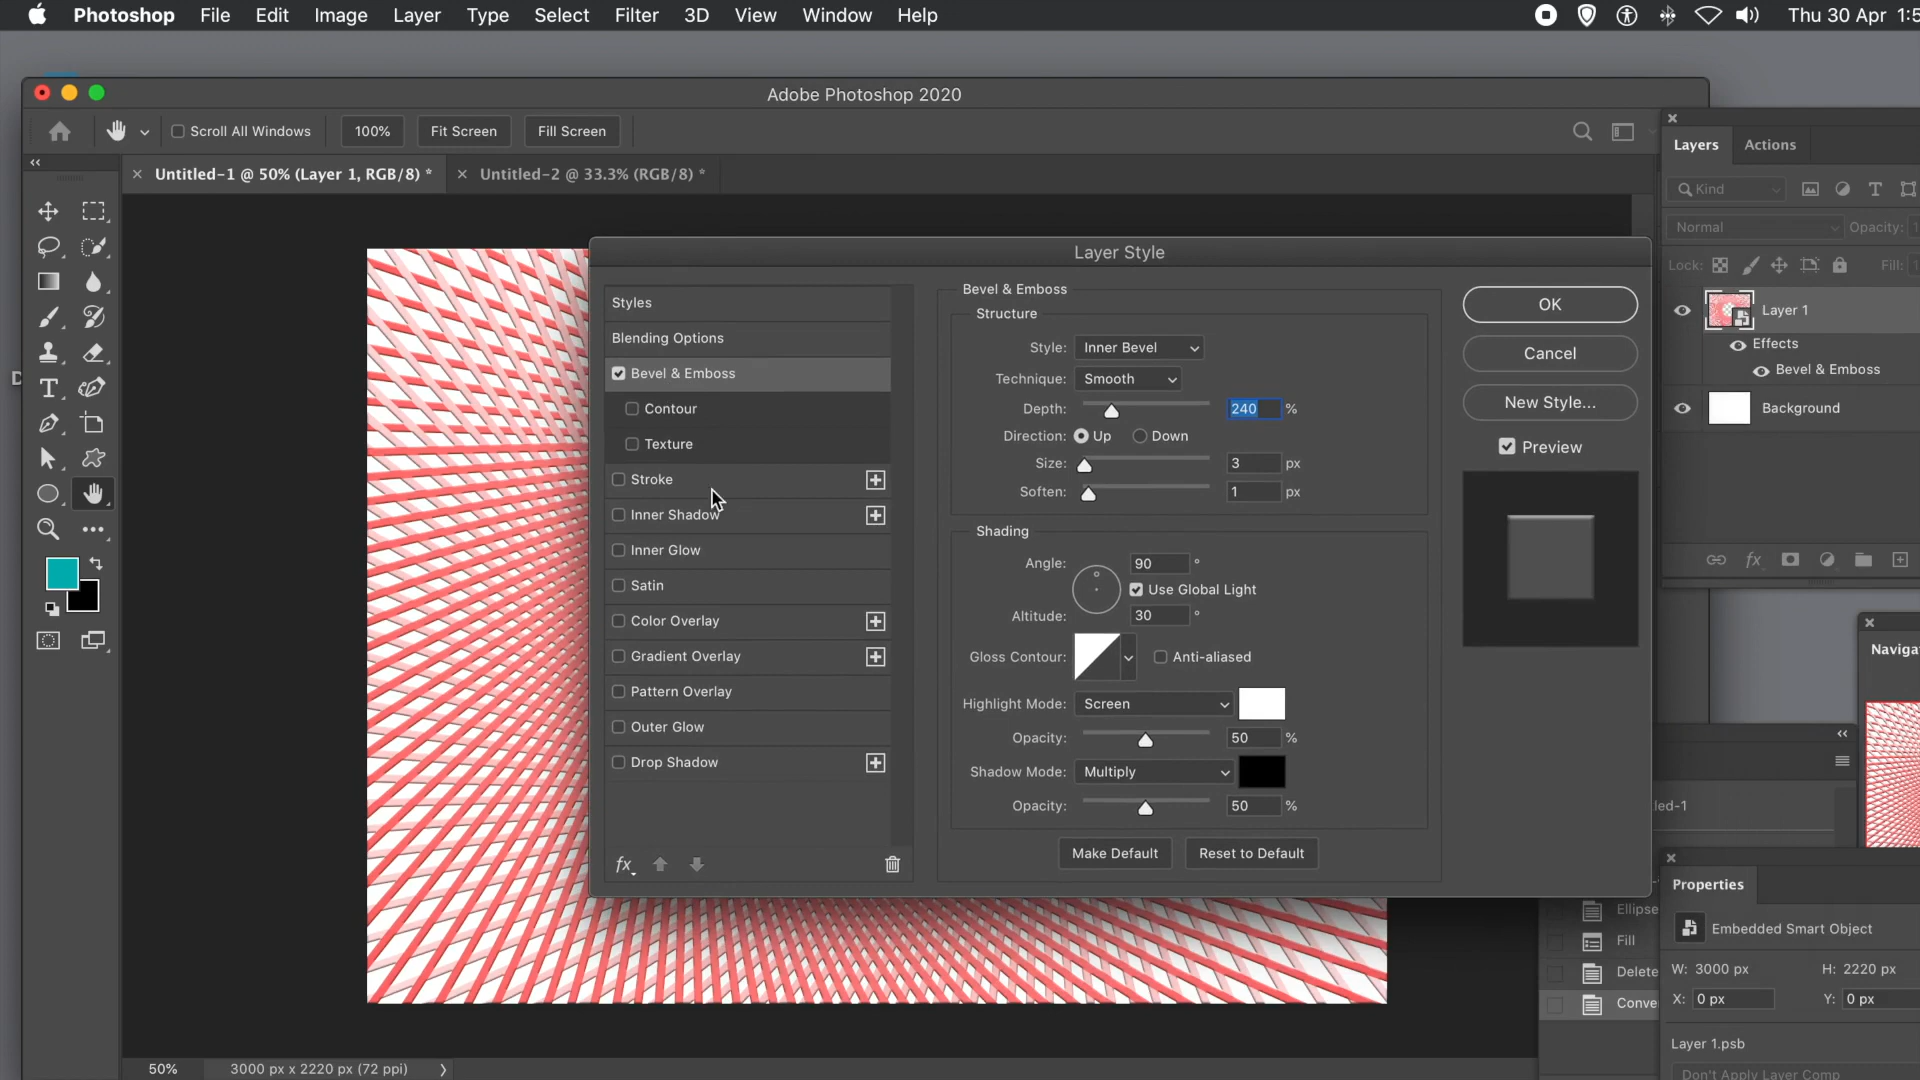 Photoshop File Edit Image Layer Type Select Filter 3D View Window Help Thu 30 Apr
Adobe Photoshop 2020
Scroll All Windows 100% Fit Screen Fill Screen
Untitled-1 @ 50% (Layer 1, RGB/8) * Untitled-2 @ 33.3% (RGB/8) *
Layers Actions
Kind
Normal Opacity:
Lock: Fill:
Layer 1
Effects
Bevel & Emboss
Background
Layer Style
Styles
Blending Options
Bevel & Emboss
Contour
Texture
Stroke
Inner Shadow
Inner Glow
Satin
Color Overlay
Gradient Overlay
Pattern Overlay
Outer Glow
Drop Shadow
fx
Bevel & Emboss
Structure
Style: Inner Bevel
Technique: Smooth
Depth: 240 %
Direction: Up Down
Size: 3 px
Soften: 1 px
Shading
Angle: 90 °
Use Global Light
Altitude: 30 °
Gloss Contour: Anti-aliased
Highlight Mode: Screen
Opacity: 50 %
Shadow Mode: Multiply
Opacity: 50 %
Make Default Reset to Default
OK
Cancel
New Style...
Preview
fx
Naviga
led-1
Ellipse
Fill
Delete
Conve
Properties
Embedded Smart Object
W: 3000 px H: 2220 px
X: 0 px Y: 0 px
Layer 1.psb
Don't Apply Layer Comp
50% 3000 px x 2220 px (72 ppi)